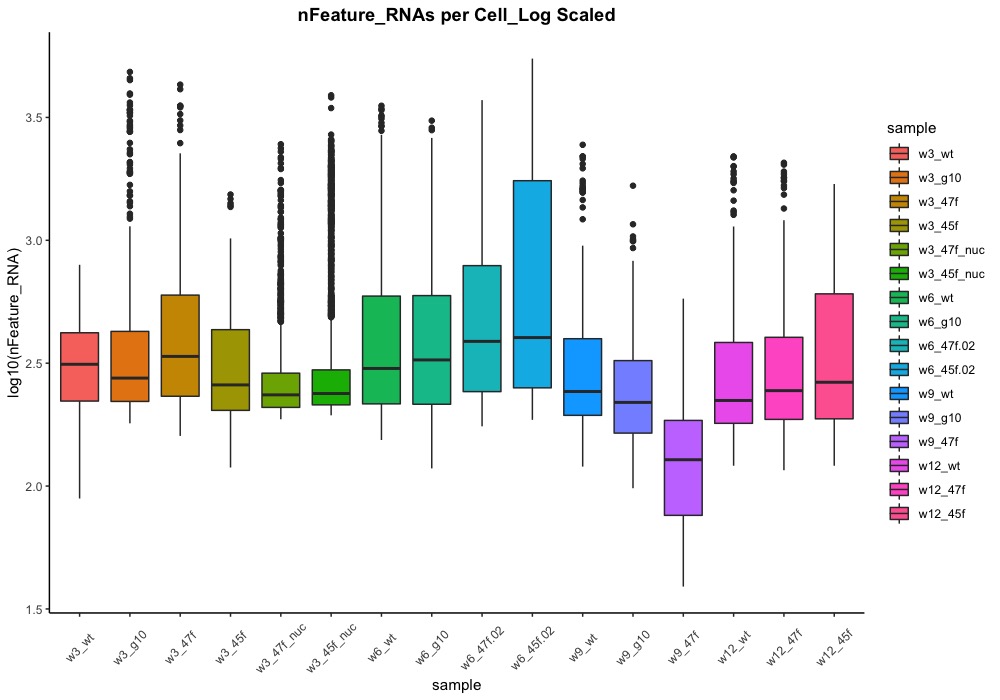 nFeature_RNAs per Cell_Log Scaled
log10(nFeature_RNA)
3.5
3.0
2.5
2.0
1.5
w3_wt
w3_g10
w3_47f
w3_45f
w3_47f_nuc
w3_45f_nuc
w6_wt
w6_g10
w6_47f.02
w6_45f.02
w9_wt
w9_g10
w9_47f
w12_wt
w12_47f
w12_45f
sample
sample
w3_wt
w3_g10
w3_47f
w3_45f
w3_47f_nuc
w3_45f_nuc
w6_wt
w6_g10
w6_47f.02
w6_45f.02
w9_wt
w9_g10
w9_47f
w12_wt
w12_47f
w12_45f